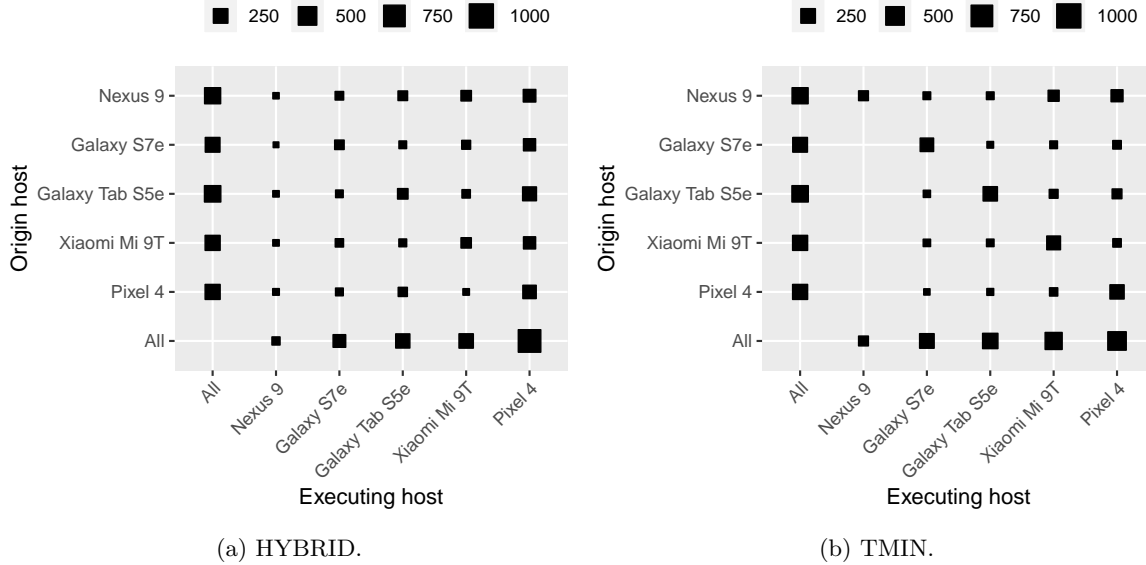 250 500 750 1000
Origin host
Nexus 9
Galaxy S7e
Galaxy Tab S5e
Xiaomi Mi 9T
Pixel 4
All
All Nexus 9 Galaxy S7e Galaxy Tab S5e Xiaomi Mi 9T Pixel 4
Executing host
(a) HYBRID.
250 500 750 1000
Origin host
Nexus 9
Galaxy S7e
Galaxy Tab S5e
Xiaomi Mi 9T
Pixel 4
All
All Nexus 9 Galaxy S7e Galaxy Tab S5e Xiaomi Mi 9T Pixel 4
Executing host
(b) TMIN.